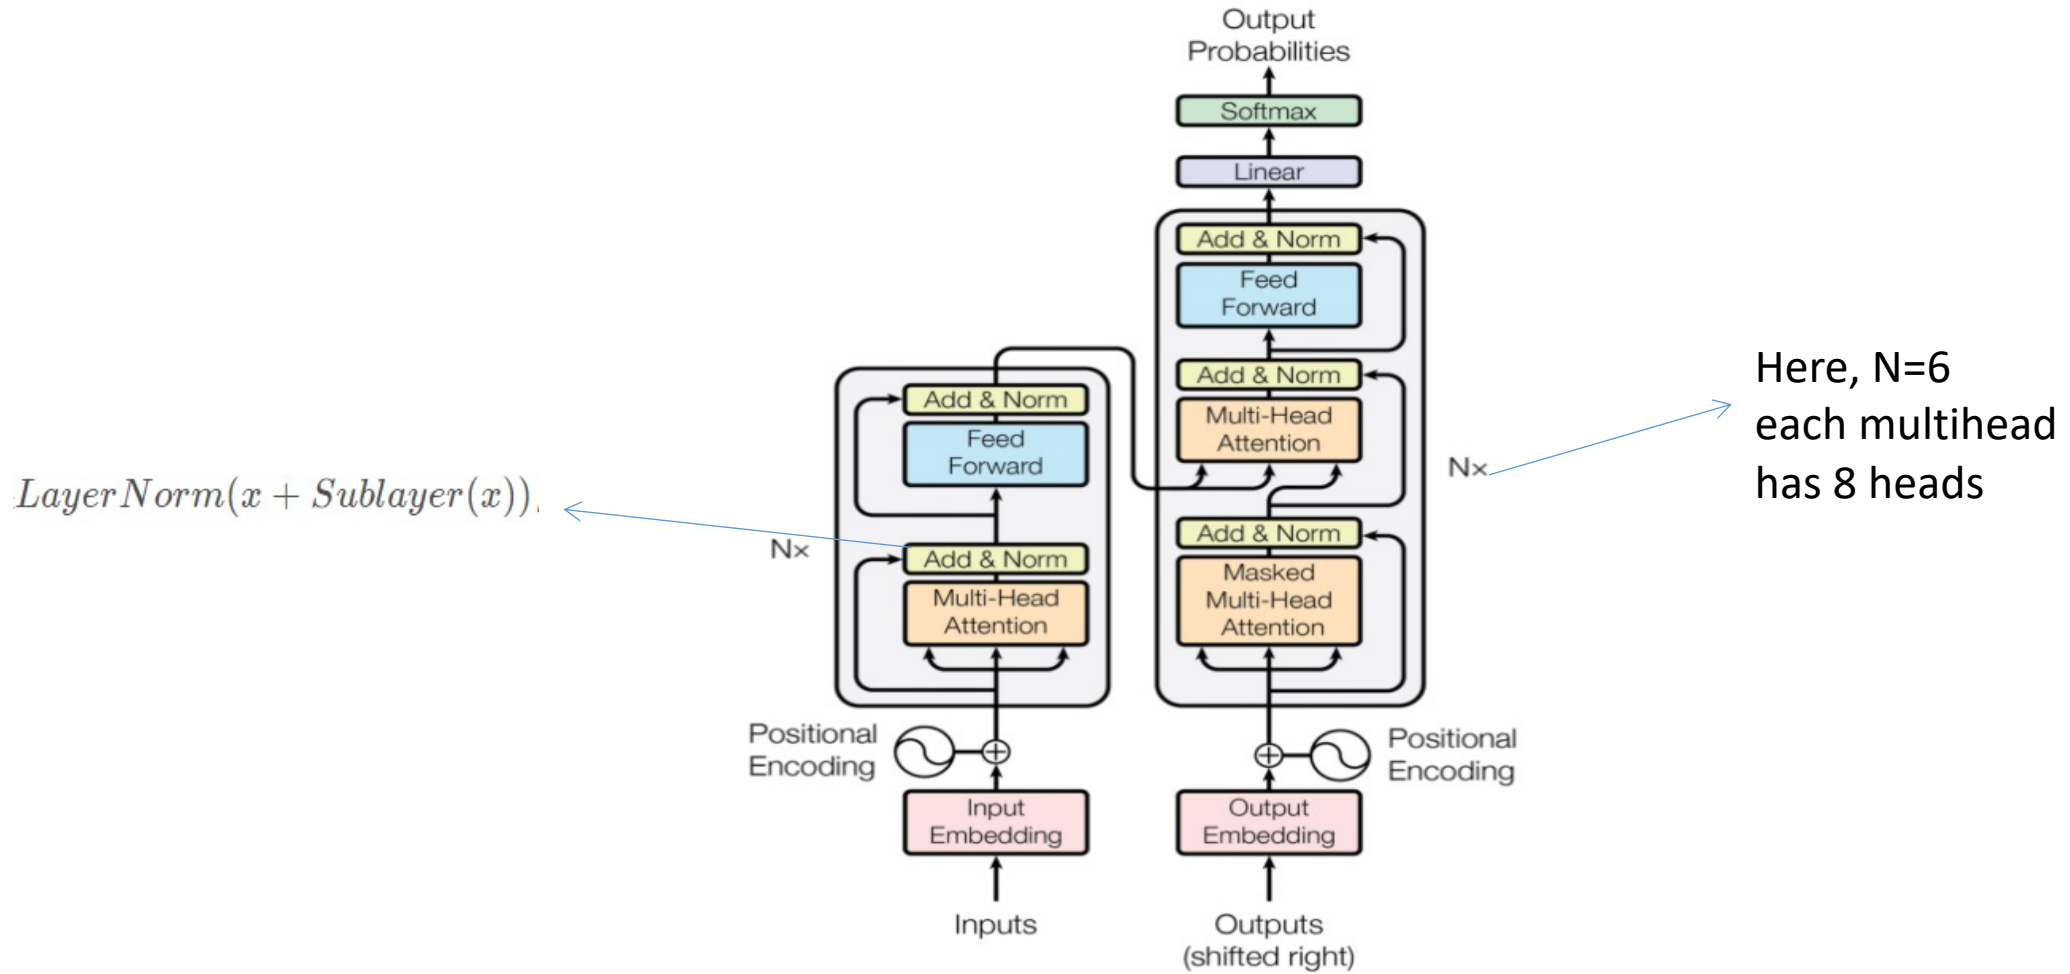 Output
Probabilities
Softmax
Linear
Add & Norm
Feed
Forward
Add & Norm
Multi-Head
Attention
Add & Norm
Masked
Multi-Head
Attention
N×
Here, N=6
each multihead
has 8 heads
Add & Norm
Feed
Forward
Add & Norm
Multi-Head
Attention
N×
LayerNorm(x + Sublayer(x)),
Positional
Encoding
Positional
Encoding
Input
Embedding
Output
Embedding
Inputs
Outputs
(shifted right)